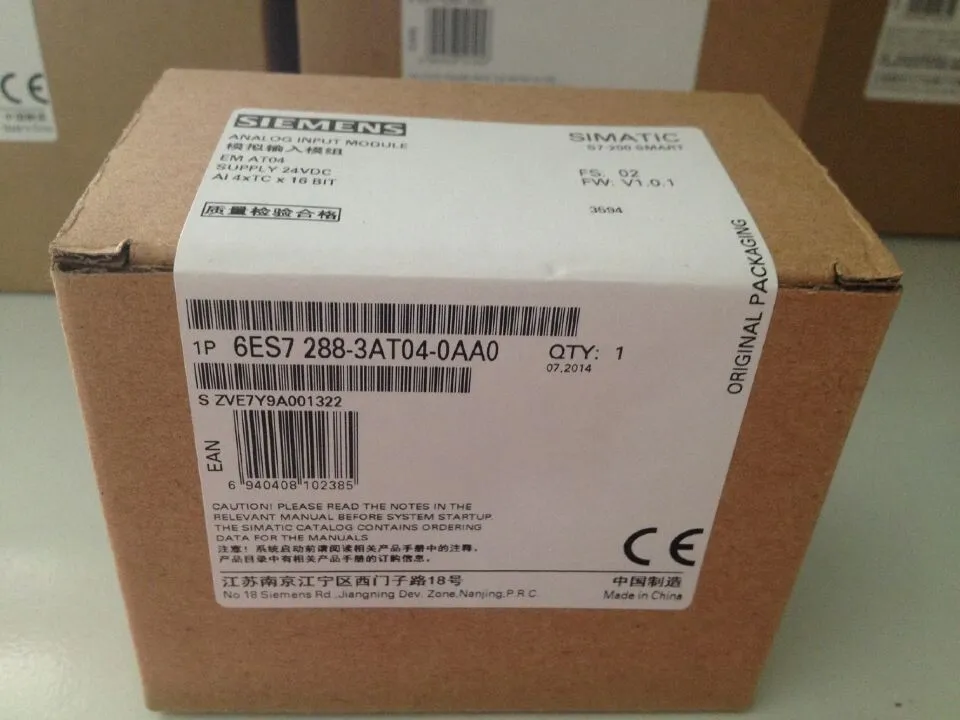 SIEMENS
ANALOG INPUT MODULE
模拟输入模组
EM AT04
SUPPLY 24VDC
AI 4xTC x 16 BIT
质量检验合格
SIMATIC
S7-200 SMART
FS: 02
FW: V1.0.1
3594
ORIGINAL PACKAGING
1P 6ES7 288-3AT04-0AA0
QTY: 1
07.2014
S ZVE7Y9A001322
EAN
6 940408 102385
CAUTION! PLEASE READ THE NOTES IN THE
RELEVANT MANUAL BEFORE SYSTEM STARTUP.
THE SIMATIC CATALOG CONTAINS ORDERING
DATA FOR THE MANUALS
注意！系统启动前请阅读相关产品手册中的注释。
产品目录中有相关产品手册的订购信息。
CE
江苏南京江宁区西门子路18号
No 18 Siemens Rd.,Jiangning Dev. Zone,Nanjing,P.R.C.
中国制造
Made in China
CE
EAN